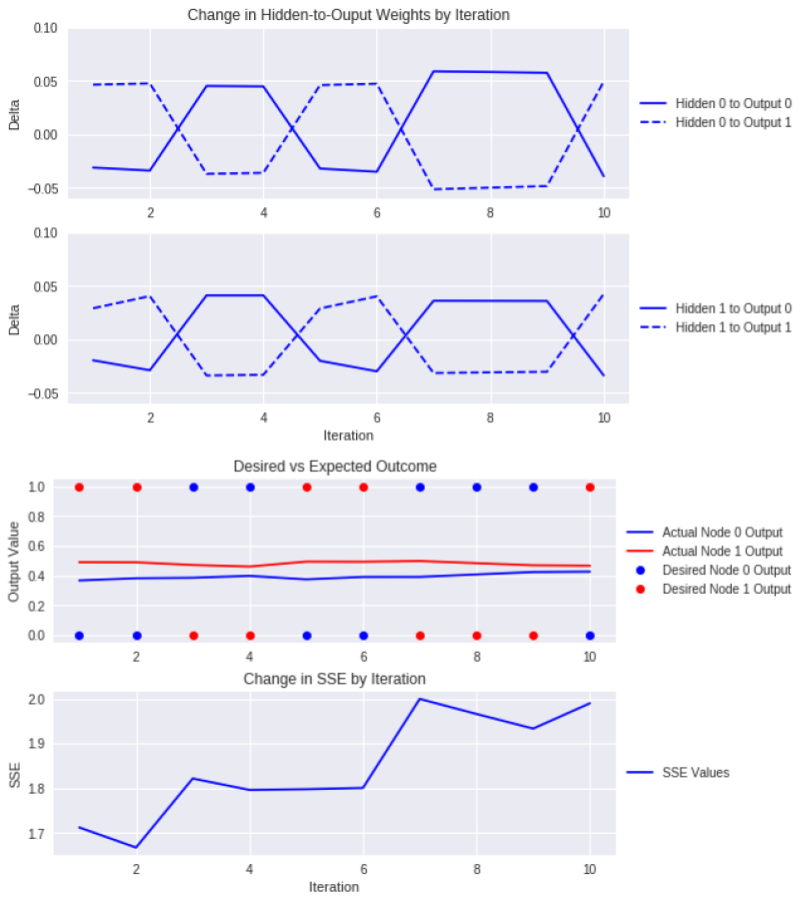 Change in Hidden-to-Ouput Weights by Iteration
0.10
0.05
0.00
−0.05
Delta
2 4 6 8 10
Hidden 0 to Output 0
Hidden 0 to Output 1
0.10
0.05
0.00
−0.05
Delta
2 4 6 8 10
Iteration
Hidden 1 to Output 0
Hidden 1 to Output 1
Desired vs Expected Outcome
1.0
0.8
0.6
0.4
0.2
0.0
Output Value
2 4 6 8 10
Actual Node 0 Output
Actual Node 1 Output
Desired Node 0 Output
Desired Node 1 Output
Change in SSE by Iteration
2.0
1.9
1.8
1.7
SSE
2 4 6 8 10
Iteration
SSE Values